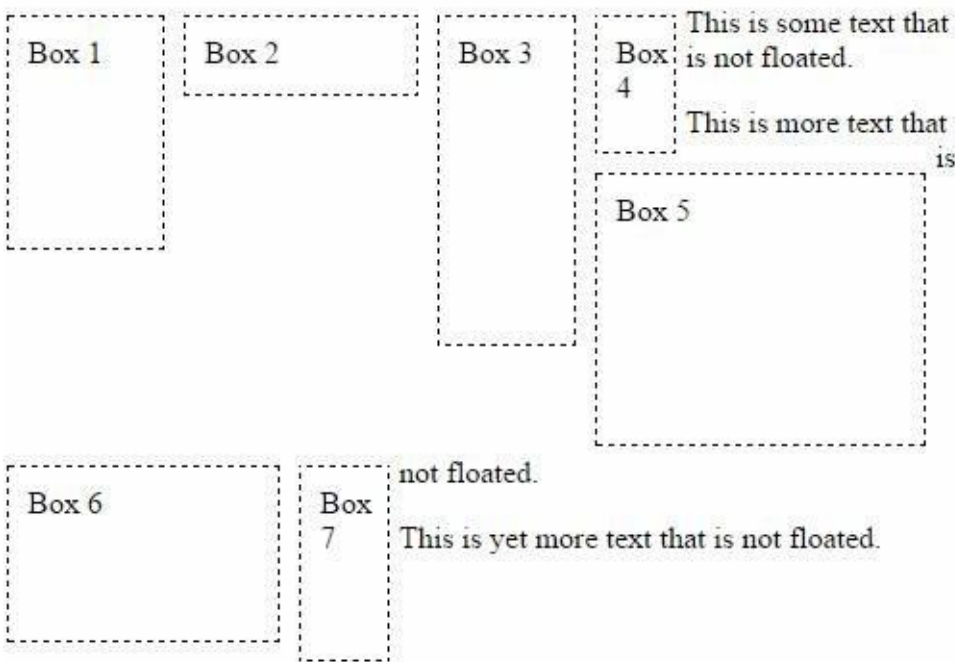 Box 1
Box 2
Box 3
Box
4
This is some text that
is not floated.
This is more text that
is
Box 5
Box 6
Box
7
not floated.
This is yet more text that is not floated.